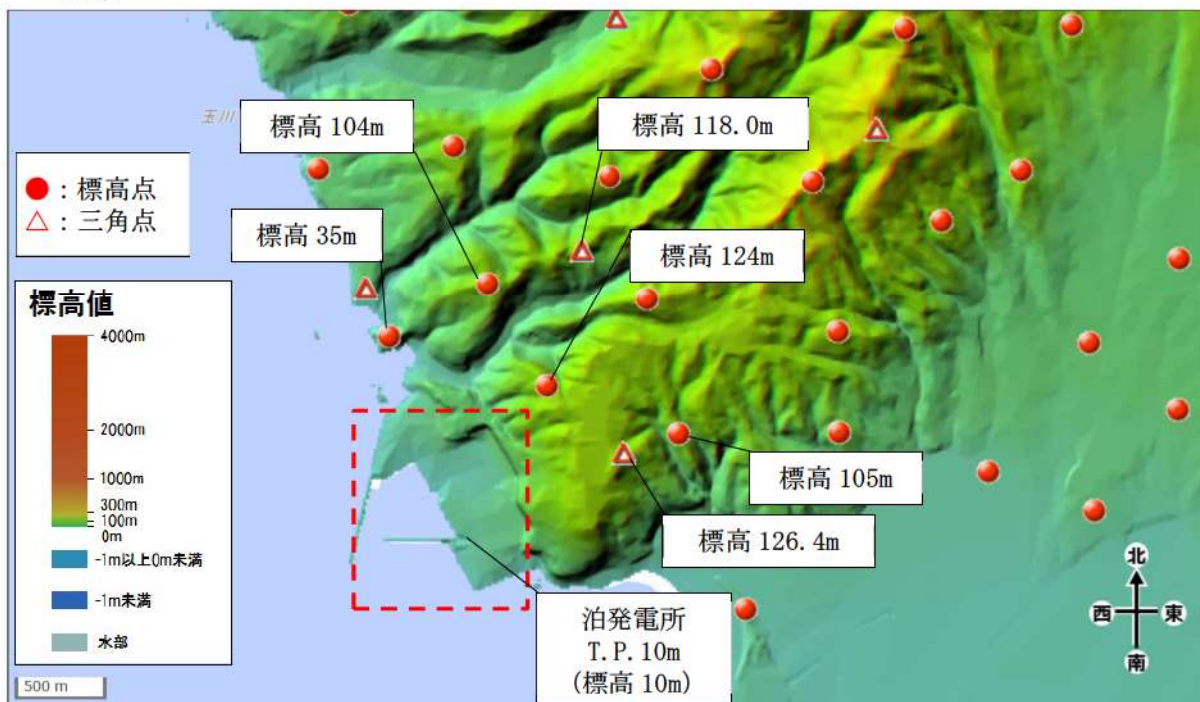 玉川
標高 104m
標高 118.0m
●：標高点
△：三角点
標高 35m
標高 124m
標高値
4000m
2000m
1000m
300m
100m
0m
-1m以上0m未満
-1m未満
水部
標高 105m
標高 126.4m
泊発電所
T.P. 10m
(標高 10m)
北
西
東
南
500 m